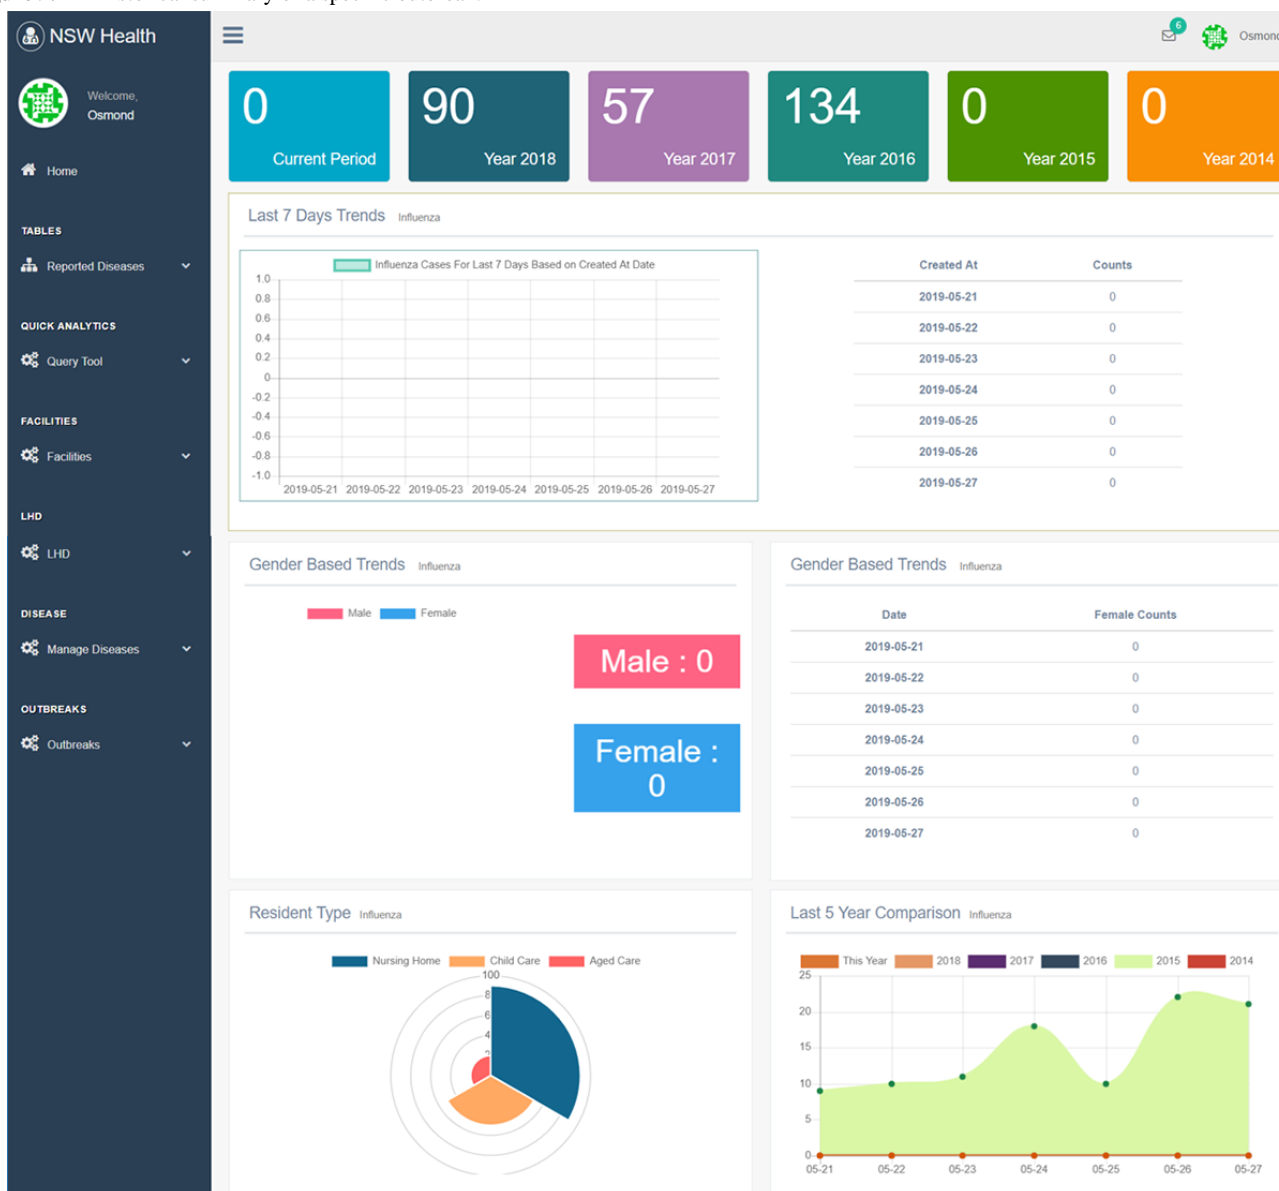 NSW Health
6
Osmond
Welcome,
Osmond
Home
TABLES
Reported Diseases
QUICK ANALYTICS
Query Tool
FACILITIES
Facilities
LHD
LHD
DISEASE
Manage Diseases
OUTBREAKS
Outbreaks
0
Current Period
90
Year 2018
57
Year 2017
134
Year 2016
0
Year 2015
0
Year 2014
Last 7 Days Trends Influenza
Influenza Cases For Last 7 Days Based on Created At Date
1.0
0.8
0.6
0.4
0.2
0
-0.2
-0.4
-0.6
-0.8
-1.0
2019-05-21 2019-05-22 2019-05-23 2019-05-24 2019-05-25 2019-05-26 2019-05-27
Created At Counts
2019-05-21 0
2019-05-22 0
2019-05-23 0
2019-05-24 0
2019-05-25 0
2019-05-26 0
2019-05-27 0
Gender Based Trends Influenza
Male Female
Male : 0
Female :
0
Gender Based Trends Influenza
Date Female Counts
2019-05-21 0
2019-05-22 0
2019-05-23 0
2019-05-24 0
2019-05-25 0
2019-05-26 0
2019-05-27 0
Resident Type Influenza
Nursing Home Child Care Aged Care
100
8
6
4
2
Last 5 Year Comparison Influenza
This Year 2018 2017 2016 2015 2014
25
20
15
10
5
0
05-21 05-22 05-23 05-24 05-25 05-26 05-27